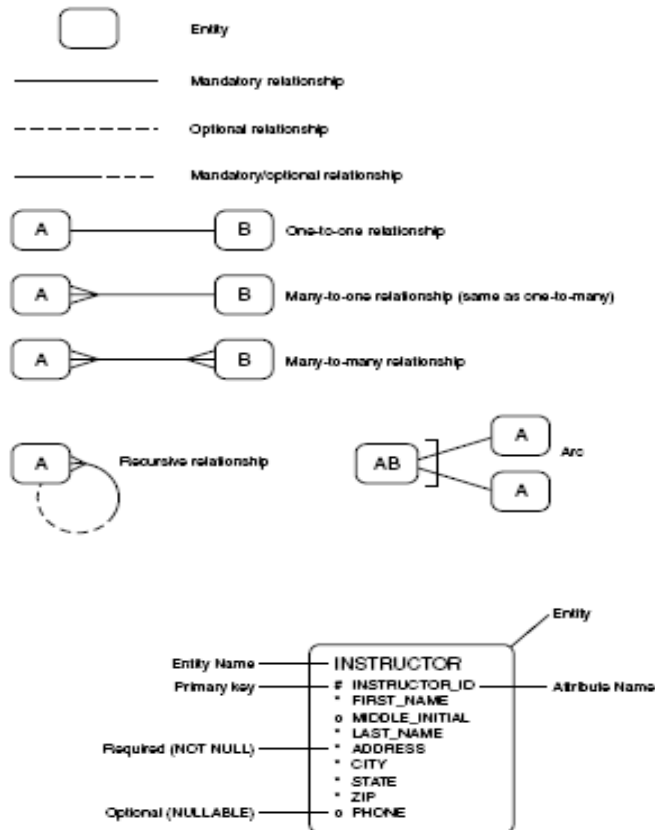 Entity
Mandatory relationship
Optional relationship
Mandatory/optional relationship
A B One-to-one relationship
A B Many-to-one relationship (same as one-to-many)
A B Many-to-many relationship
A Recursive relationship
AB A Arc
A
Entity
Entity Name INSTRUCTOR
Primary key # INSTRUCTOR_ID Attribute Name
* FIRST_NAME
o MIDDLE_INITIAL
* LAST_NAME
Required (NOT NULL) * ADDRESS
* CITY
* STATE
* ZIP
Optional (NULLABLE) o PHONE